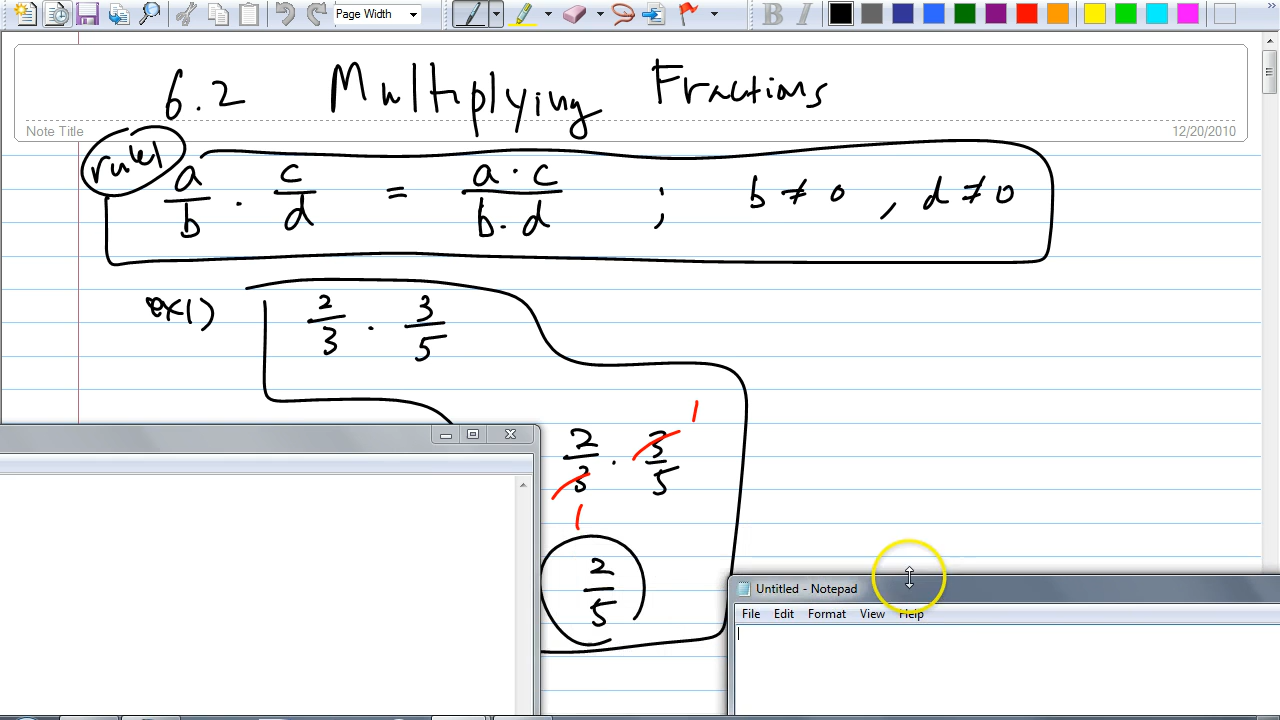 Page Width
B I
6.2 Multiplying Fractions
Note Title
12/20/2010
rule1
a/b · c/d = a·c/b·d ; b ≠ 0 , d ≠ 0
ex1) 2/3 · 3/5
1
2/3 · 3/5
1
2/5
Untitled - Notepad
File Edit Format View Help